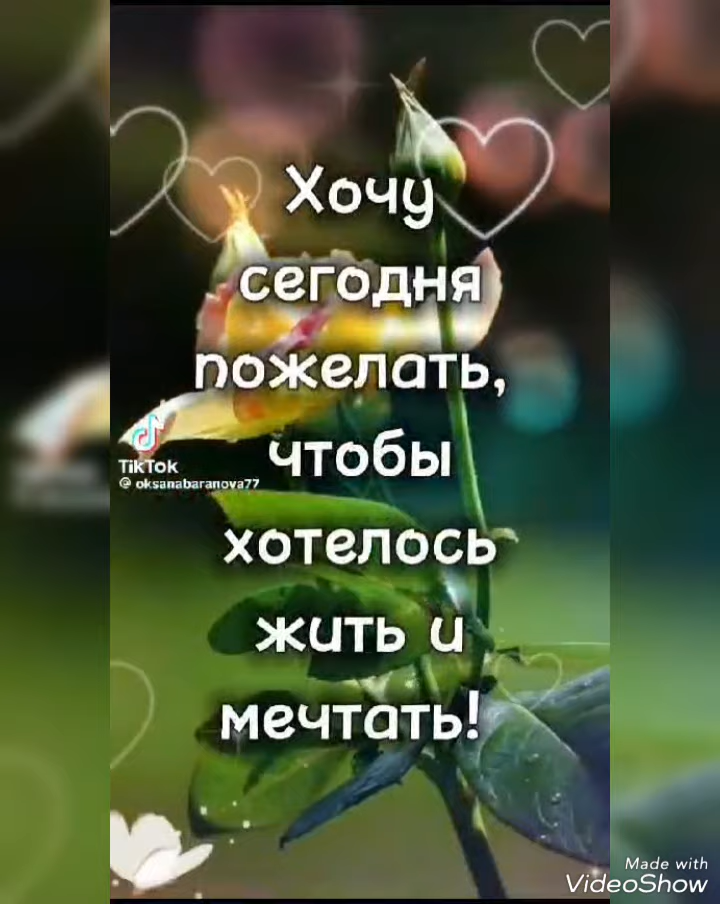 Хочу
сегодня
пожелать,
чтобы
хотелось
жить и
мечтать!
TikTok
@ oksanabaranova77
Made with
VideoShow